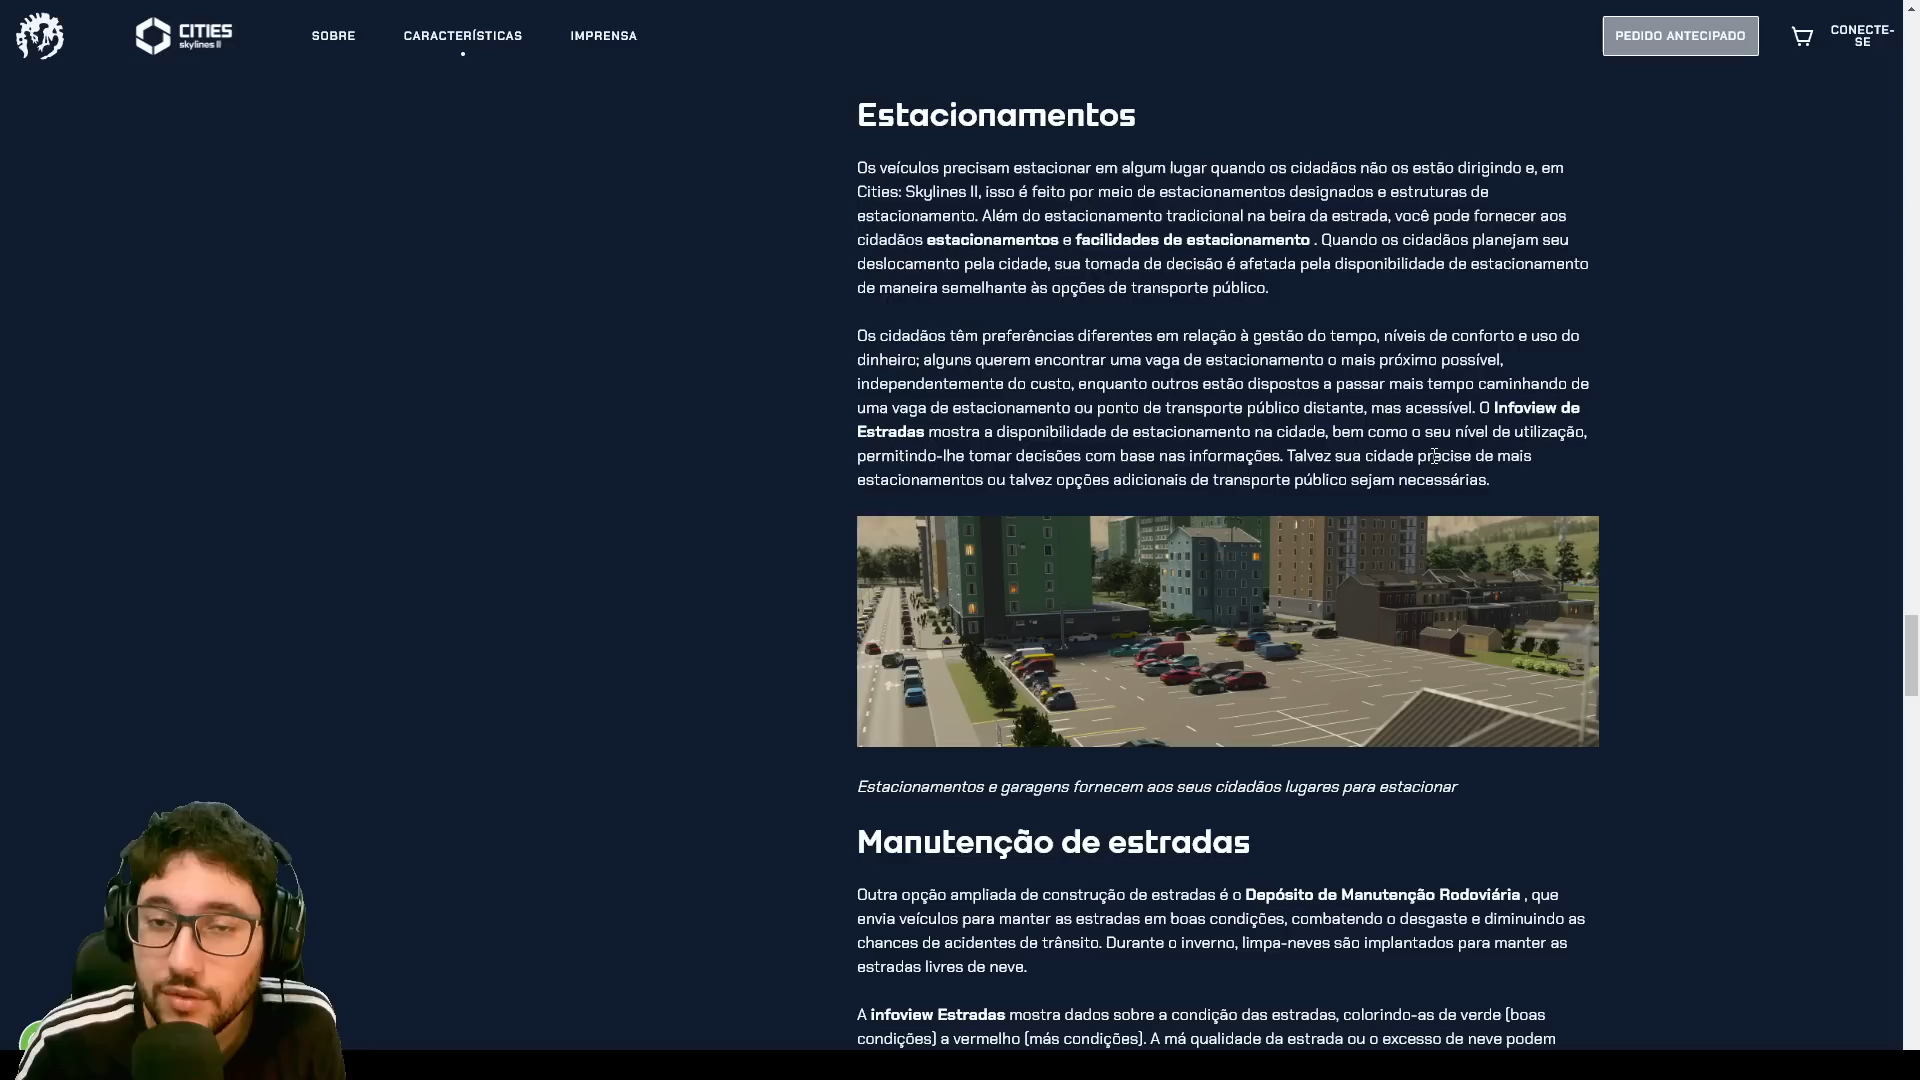 CITIES
skylines II
SOBRE
CARACTERÍSTICAS
IMPRENSA
PEDIDO ANTECIPADO
CONECTE-
SE
Estacionamentos
Os veículos precisam estacionar em algum lugar quando os cidadãos não os estão dirigindo e, em
Cities: Skylines II, isso é feito por meio de estacionamentos designados e estruturas de
estacionamento. Além do estacionamento tradicional na beira da estrada, você pode fornecer aos
cidadãos estacionamentos e facilidades de estacionamento . Quando os cidadãos planejam seu
deslocamento pela cidade, sua tomada de decisão é afetada pela disponibilidade de estacionamento
de maneira semelhante às opções de transporte público.
Os cidadãos têm preferências diferentes em relação à gestão do tempo, níveis de conforto e uso do
dinheiro; alguns querem encontrar uma vaga de estacionamento o mais próximo possível,
independentemente do custo, enquanto outros estão dispostos a passar mais tempo caminhando de
uma vaga de estacionamento ou ponto de transporte público distante, mas acessível. O Infoview de
Estradas mostra a disponibilidade de estacionamento na cidade, bem como o seu nível de utilização,
permitindo-lhe tomar decisões com base nas informações. Talvez sua cidade precise de mais
estacionamentos ou talvez opções adicionais de transporte público sejam necessárias.
Estacionamentos e garagens fornecem aos seus cidadãos lugares para estacionar
Manutenção de estradas
Outra opção ampliada de construção de estradas é o Depósito de Manutenção Rodoviária , que
envia veículos para manter as estradas em boas condições, combatendo o desgaste e diminuindo as
chances de acidentes de trânsito. Durante o inverno, limpa-neves são implantados para manter as
estradas livres de neve.
A infoview Estradas mostra dados sobre a condição das estradas, colorindo-as de verde (boas
condições) a vermelho (más condições). A má qualidade da estrada ou o excesso de neve podem